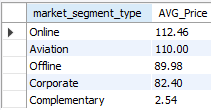 market_segment_type AVG_Price
Online 112.46
Aviation 110.00
Offline 89.98
Corporate 82.40
Complementary 2.54